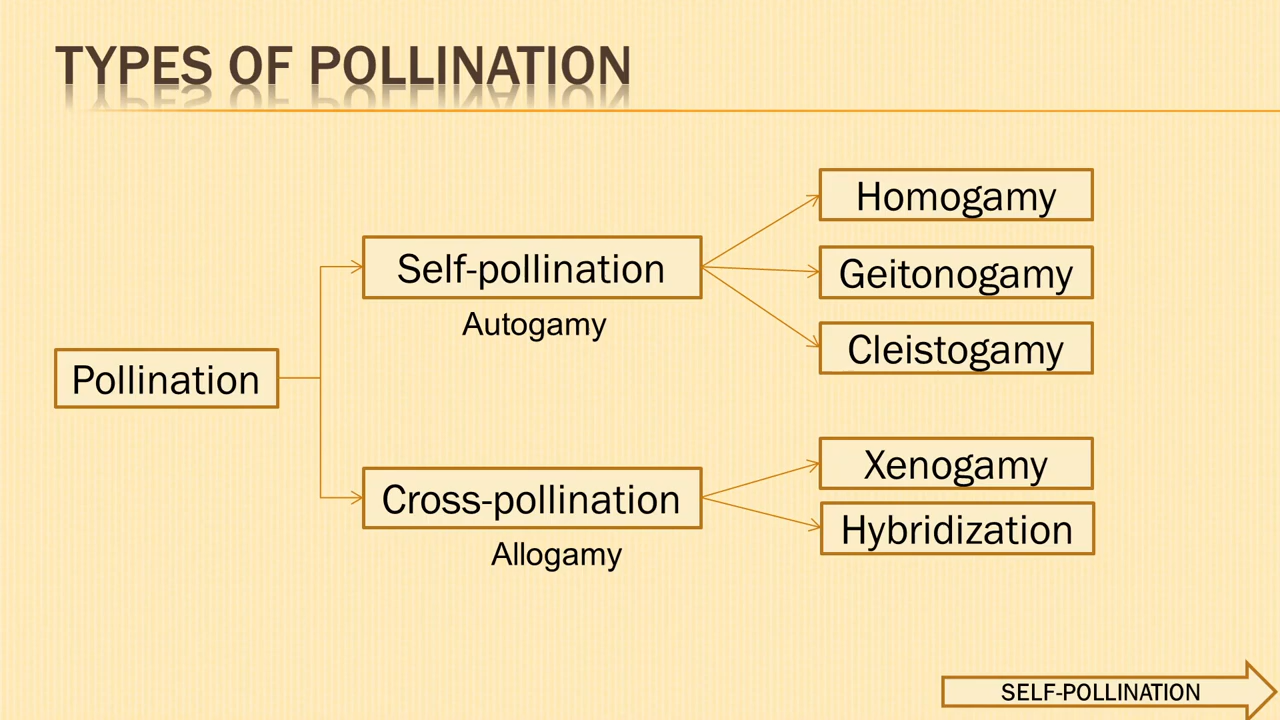 TYPES OF POLLINATION
Pollination
Self-pollination
Autogamy
Homogamy
Geitonogamy
Cleistogamy
Cross-pollination
Allogamy
Xenogamy
Hybridization
SELF-POLLINATION